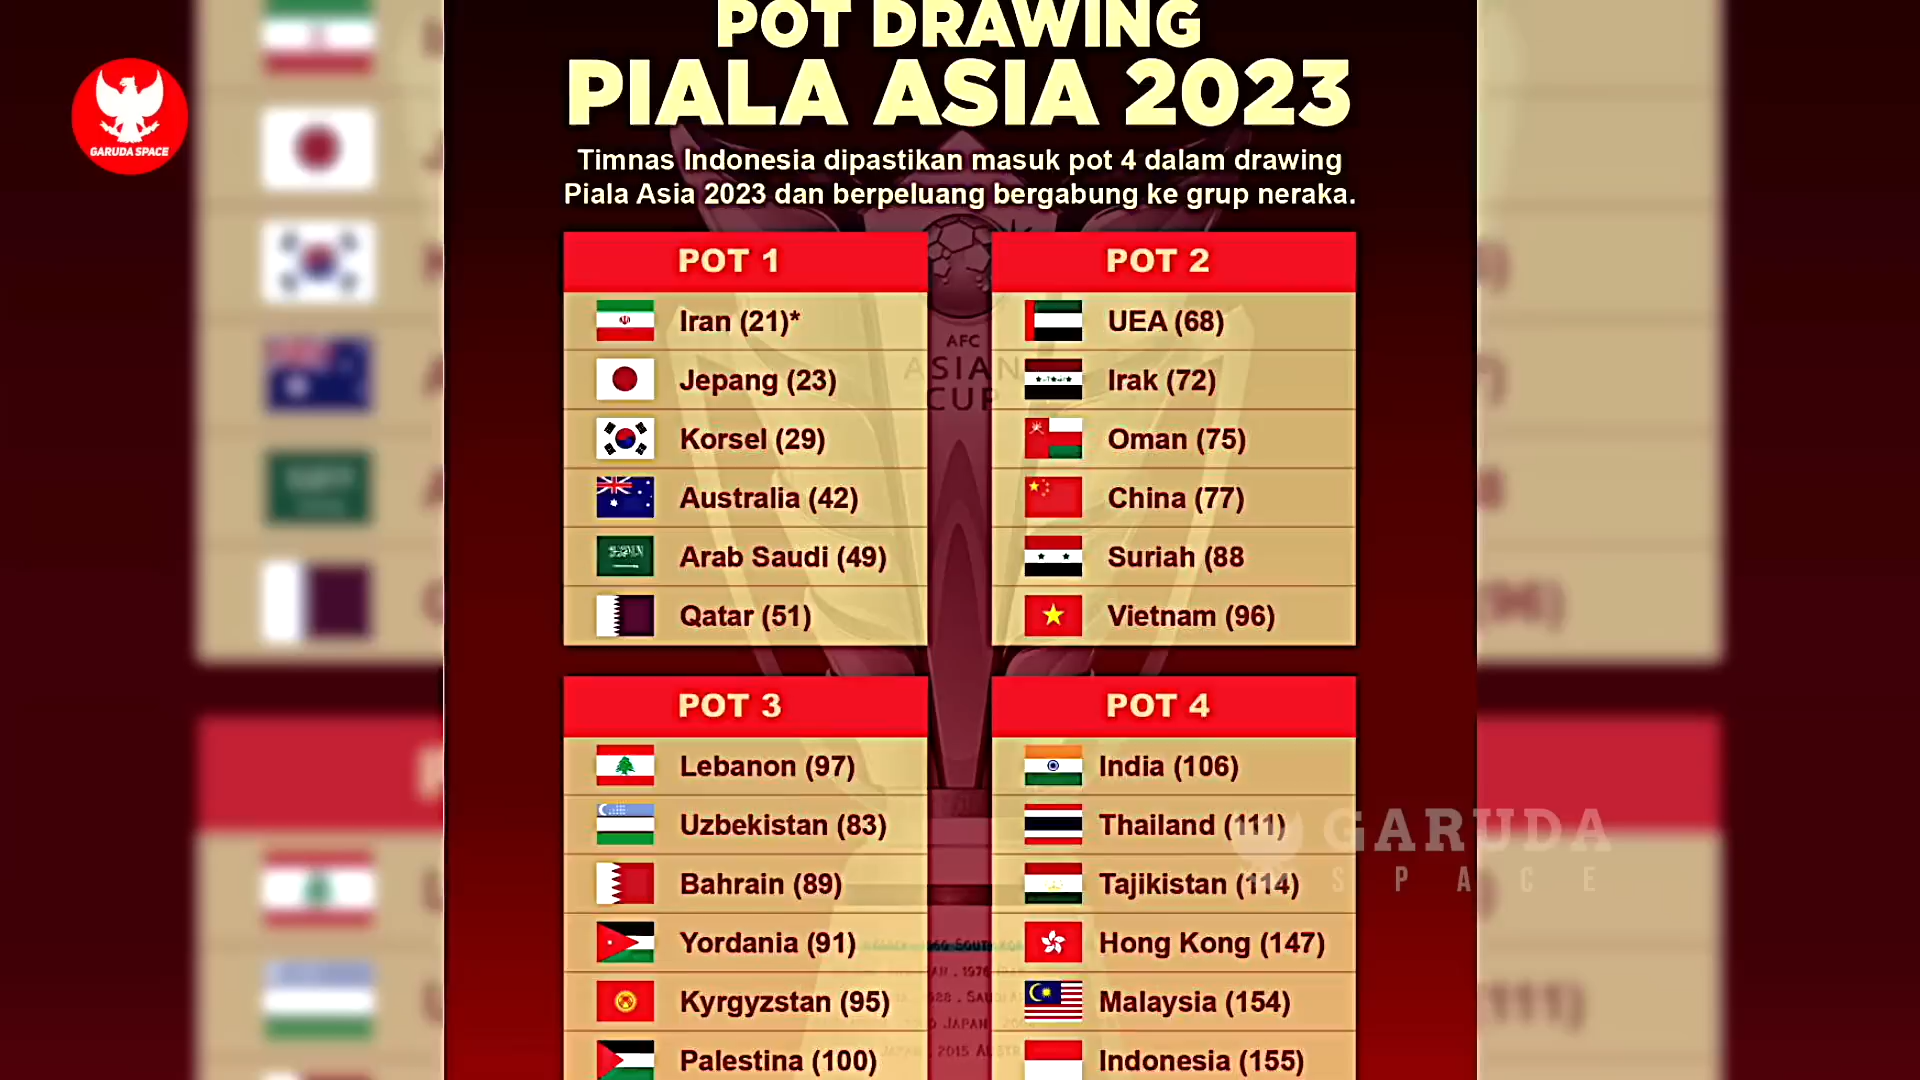 POT DRAWING
PIALA ASIA 2023
Timnas Indonesia dipastikan masuk pot 4 dalam drawing
Piala Asia 2023 dan berpeluang bergabung ke grup neraka.
GARUDA SPACE
POT 1
Iran (21)*
Jepang (23)
Korsel (29)
Australia (42)
Arab Saudi (49)
Qatar (51)
POT 2
UEA (68)
Irak (72)
Oman (75)
China (77)
Suriah (88
Vietnam (96)
AFC
ASIAN
CUP
POT 3
Lebanon (97)
Uzbekistan (83)
Bahrain (89)
Yordania (91)
Kyrgyzstan (95)
Palestina (100)
POT 4
India (106)
Thailand (111)
Tajikistan (114)
Hong Kong (147)
Malaysia (154)
Indonesia (155)
GARUDA
SPACE
(96)
(111)